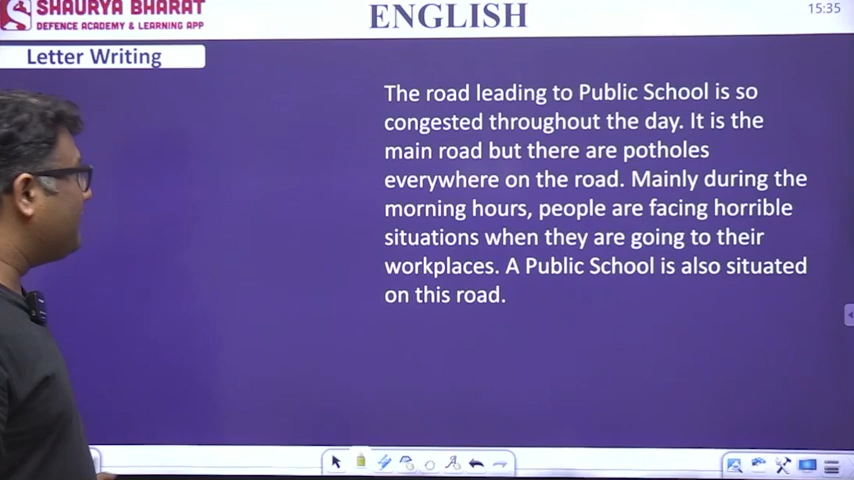 SHAURYA BHARAT
DEFENCE ACADEMY & LEARNING APP
ENGLISH
15:35
Letter Writing
The road leading to Public School is so
congested throughout the day. It is the
main road but there are potholes
everywhere on the road. Mainly during the
morning hours, people are facing horrible
situations when they are going to their
workplaces. A Public School is also situated
on this road.